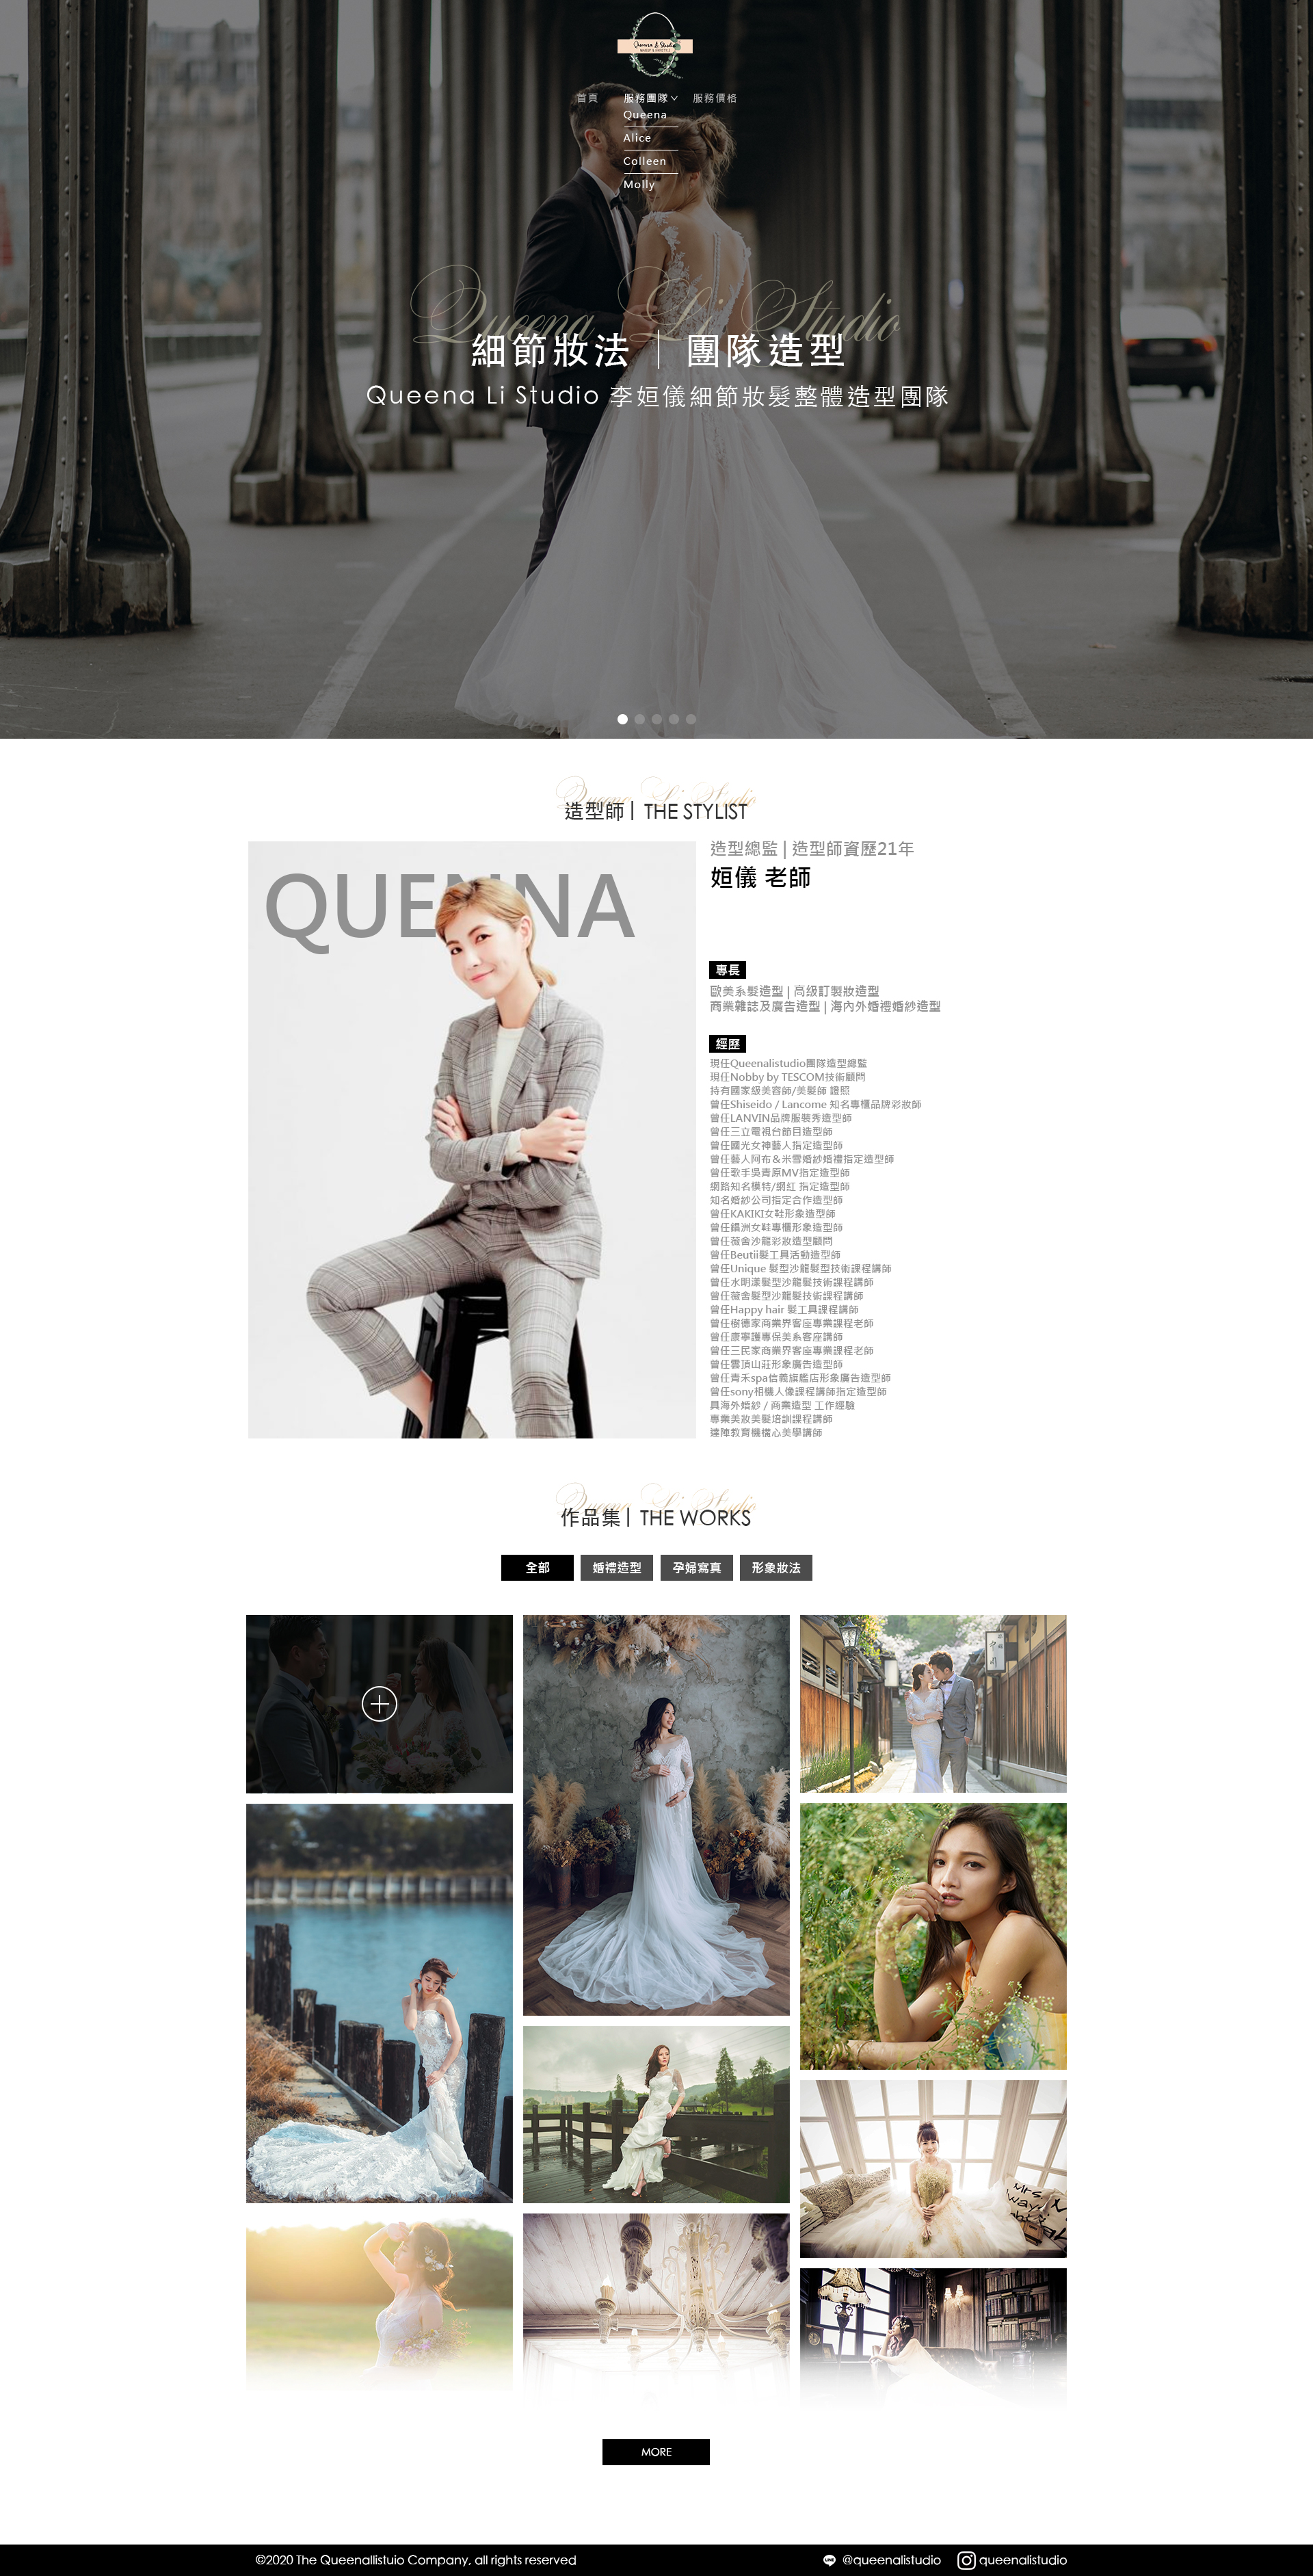 Queena Li Studio
MAKEUP & HAIRSTYLE
首頁 服務團隊 服務價格
Queena
Alice
Colleen
Molly
Queena Li Studio
細節妝法 | 團隊造型
Queena Li Studio 李姮儀細節妝髮整體造型團隊
Queena Li Studio
造型師 | THE STYLIST
QUENNA
造型總監 | 造型師資歷21年
姮儀 老師
專長
歐美系髮造型 | 高級訂製妝造型
商業雜誌及廣告造型 | 海內外婚禮婚紗造型
經歷
現任Queenalistudio團隊造型總監
現任Nobby by TESCOM技術顧問
持有國家級美容師/美髮師 證照
曾任Shiseido / Lancome 知名專櫃品牌彩妝師
曾任LANVIN品牌服裝秀造型師
曾任三立電視台節目造型師
曾任國光女神藝人指定造型師
曾任藝人阿布＆米雪婚紗婚禮指定造型師
曾任歌手吳青原MV指定造型師
網路知名模特/網紅 指定造型師
知名婚紗公司指定合作造型師
曾任KAKIKI女鞋形象造型師
曾任鐕洲女鞋專櫃形象造型師
曾任薇舍沙龍彩妝造型顧問
曾任Beutii髮工具活動造型師
曾任Unique 髮型沙龍髮型技術課程講師
曾任水明漾髮型沙龍髮技術課程講師
曾任薇舍髮型沙龍髮技術課程講師
曾任Happy hair 髮工具課程講師
曾任樹德家商業界客座專業課程老師
曾任康寧護專保美系客座講師
曾任三民家商業界客座專業課程老師
曾任雲頂山莊形象廣告造型師
曾任青禾spa信義旗艦店形象廣告造型師
曾任sony相機人像課程講師指定造型師
具海外婚紗 / 商業造型 工作經驗
專業美妝美髮培訓課程講師
達陣教育機構心美學講師
Queena Li Studio
作品集 | THE WORKS
全部 婚禮造型 孕婦寫真 形象妝法
MORE
©2020 The Queenallistuio Company, all rights reserved
@queenalistudio queenalistudio